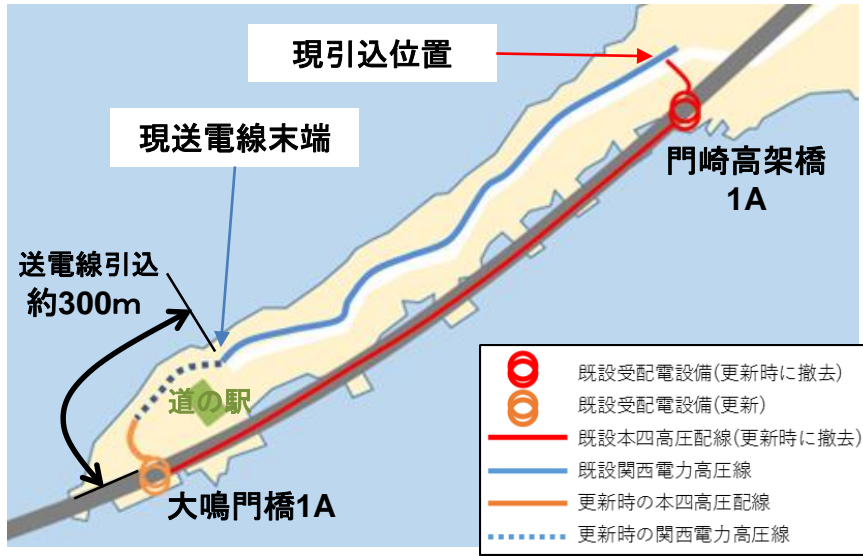 現引込位置
現送電線末端
門崎高架橋
1A
送電線引込
約300m
道の駅
大鳴門橋1A
既設受配電設備(更新時に撤去)
既設受配電設備(更新)
既設本四高圧配線(更新時に撤去)
既設関西電力高圧線
更新時の本四高圧配線
更新時の関西電力高圧線